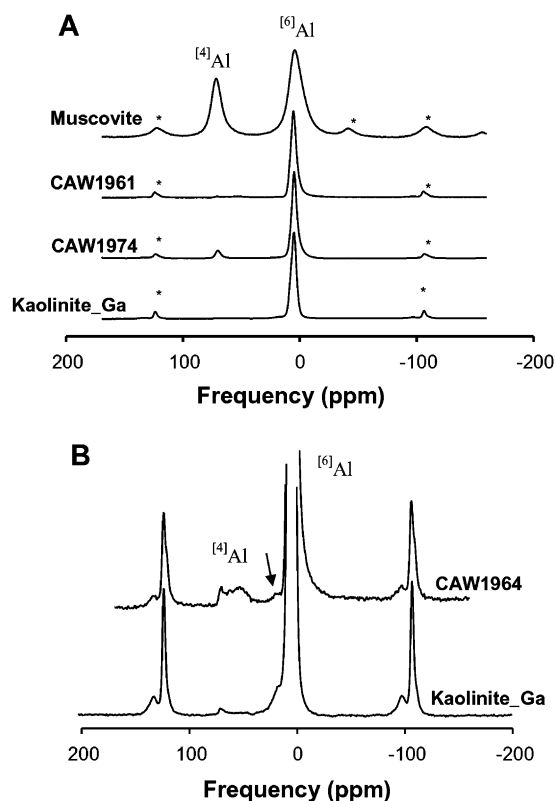 A
[4]Al
[6]Al
Muscovite
* * * *
CAW1961
* *
CAW1974
* *
Kaolinite_Ga
* *
200 100 0 -100 -200
Frequency (ppm)
B
[6]Al
[4]Al
CAW1964
Kaolinite_Ga
200 100 0 -100 -200
Frequency (ppm)